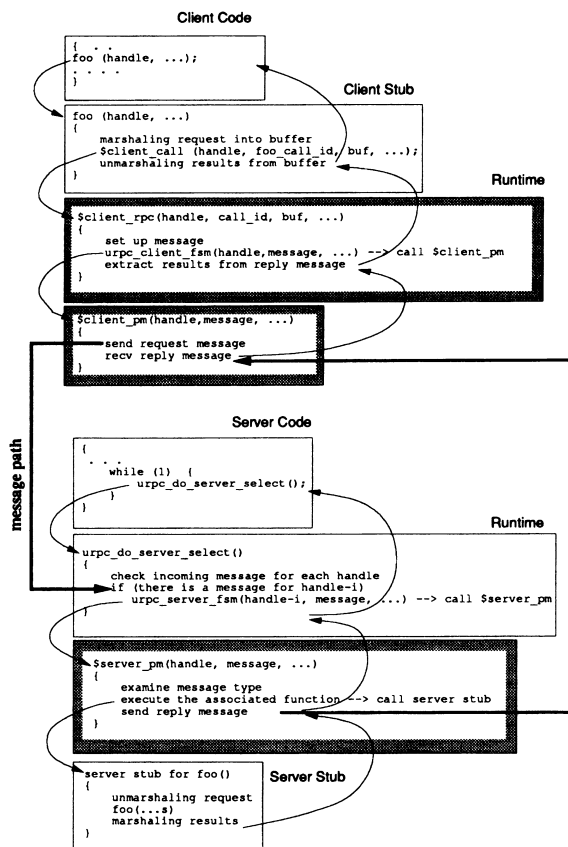 Client Code
{ . .
foo (handle, ...);
. . . .
}
Client Stub
foo (handle, ...)
{
marshaling request into buffer
$client_call (handle, foo_call_id, buf, ...);
unmarshaling results from buffer
}
Runtime
$client_rpc(handle, call_id, buf, ...)
{
set up message
urpc_client_fsm(handle,message, ...) --> call $client_pm
extract results from reply message
}
$client_pm(handle,message, ...)
{
send request message
recv reply message
}
message path
Server Code
{
. . .
while (1) {
urpc_do_server_select();
}
}
Runtime
urpc_do_server_select()
{
check incoming message for each handle
if (there is a message for handle-i)
urpc_server_fsm(handle-i, message, ...) --> call $server_pm
}
$server_pm(handle, message, ...)
{
examine message type
execute the associated function --> call server stub
send reply message
}
server stub for foo()
Server Stub
{
unmarshaling request
foo(...s)
marshaling results
}